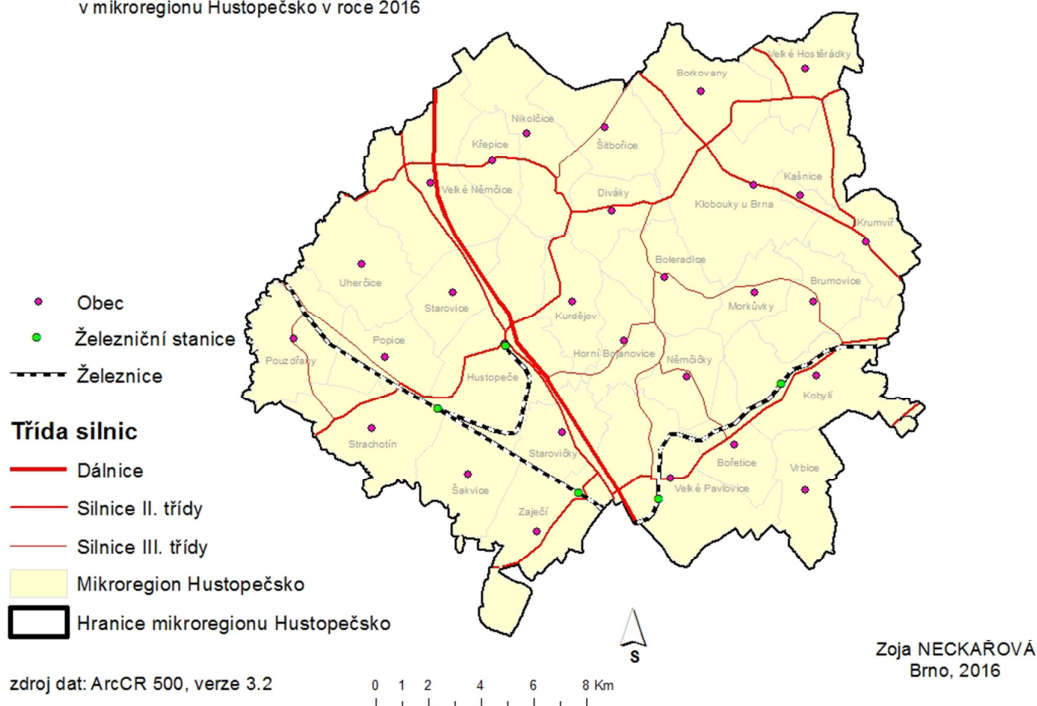 v mikroregionu Hustopečsko v roce 2016
Velké Hostěrádky
Borkovany
Nikolčice
Křepice
Šitbořice
Velké Němčice
Diváky
Kašnice
Klobouky u Brna
Krumvíř
Boleradice
Uherčice
Brumovice
Starovice
Morkůvky
Kurdějov
Popice
Pouzdřany
Horní Bojanovice
Němčičky
Hustopeče
Kobylí
Strachotín
Starovičky
Bořetice
Vrbice
Šakvice
Velké Pavlovice
Zaječí
Obec
Železniční stanice
Železnice
Třída silnic
Dálnice
Silnice II. třídy
Silnice III. třídy
Mikroregion Hustopečsko
Hranice mikroregionu Hustopečsko
S
Zoja NECKAŘOVÁ
Brno, 2016
zdroj dat: ArcCR 500, verze 3.2
0 1 2 4 6 8 Km